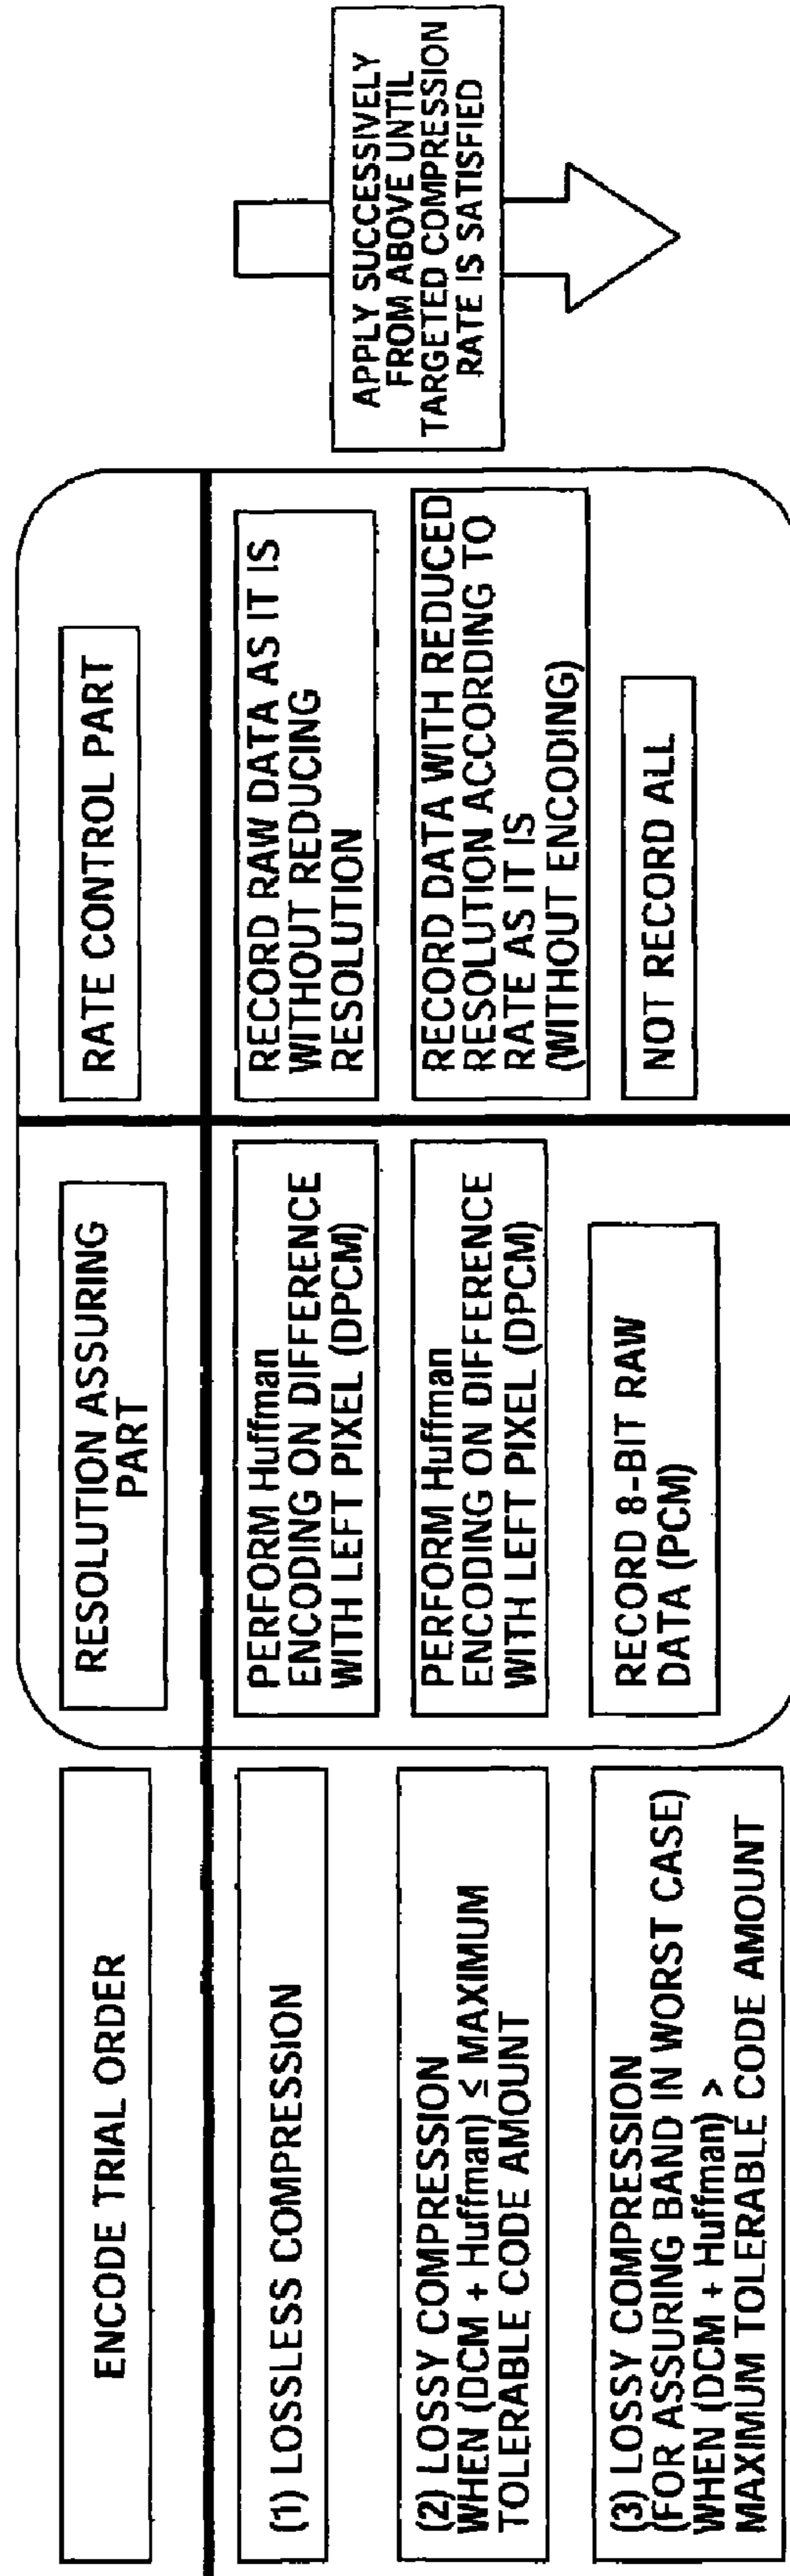 ENCODE TRIAL ORDER
RESOLUTION ASSURING
PART
RATE CONTROL PART
(1) LOSSLESS COMPRESSION
PERFORM Huffman
ENCODING ON DIFFERENCE
WITH LEFT PIXEL (DPCM)
RECORD RAW DATA AS IT IS
WITHOUT REDUCING
RESOLUTION
(2) LOSSY COMPRESSION
WHEN (DCM + Huffman) ≤ MAXIMUM
TOLERABLE CODE AMOUNT
PERFORM Huffman
ENCODING ON DIFFERENCE
WITH LEFT PIXEL (DPCM)
RECORD DATA WITH REDUCED
RESOLUTION ACCORDING TO
RATE AS IT IS
(WITHOUT ENCODING)
(3) LOSSY COMPRESSION
(FOR ASSURING BAND IN WORST CASE)
WHEN (DCM + Huffman) >
MAXIMUM TOLERABLE CODE AMOUNT
RECORD 8-BIT RAW
DATA (PCM)
NOT RECORD ALL
APPLY SUCCESSIVELY
FROM ABOVE UNTIL
TARGETED COMPRESSION
RATE IS SATISFIED